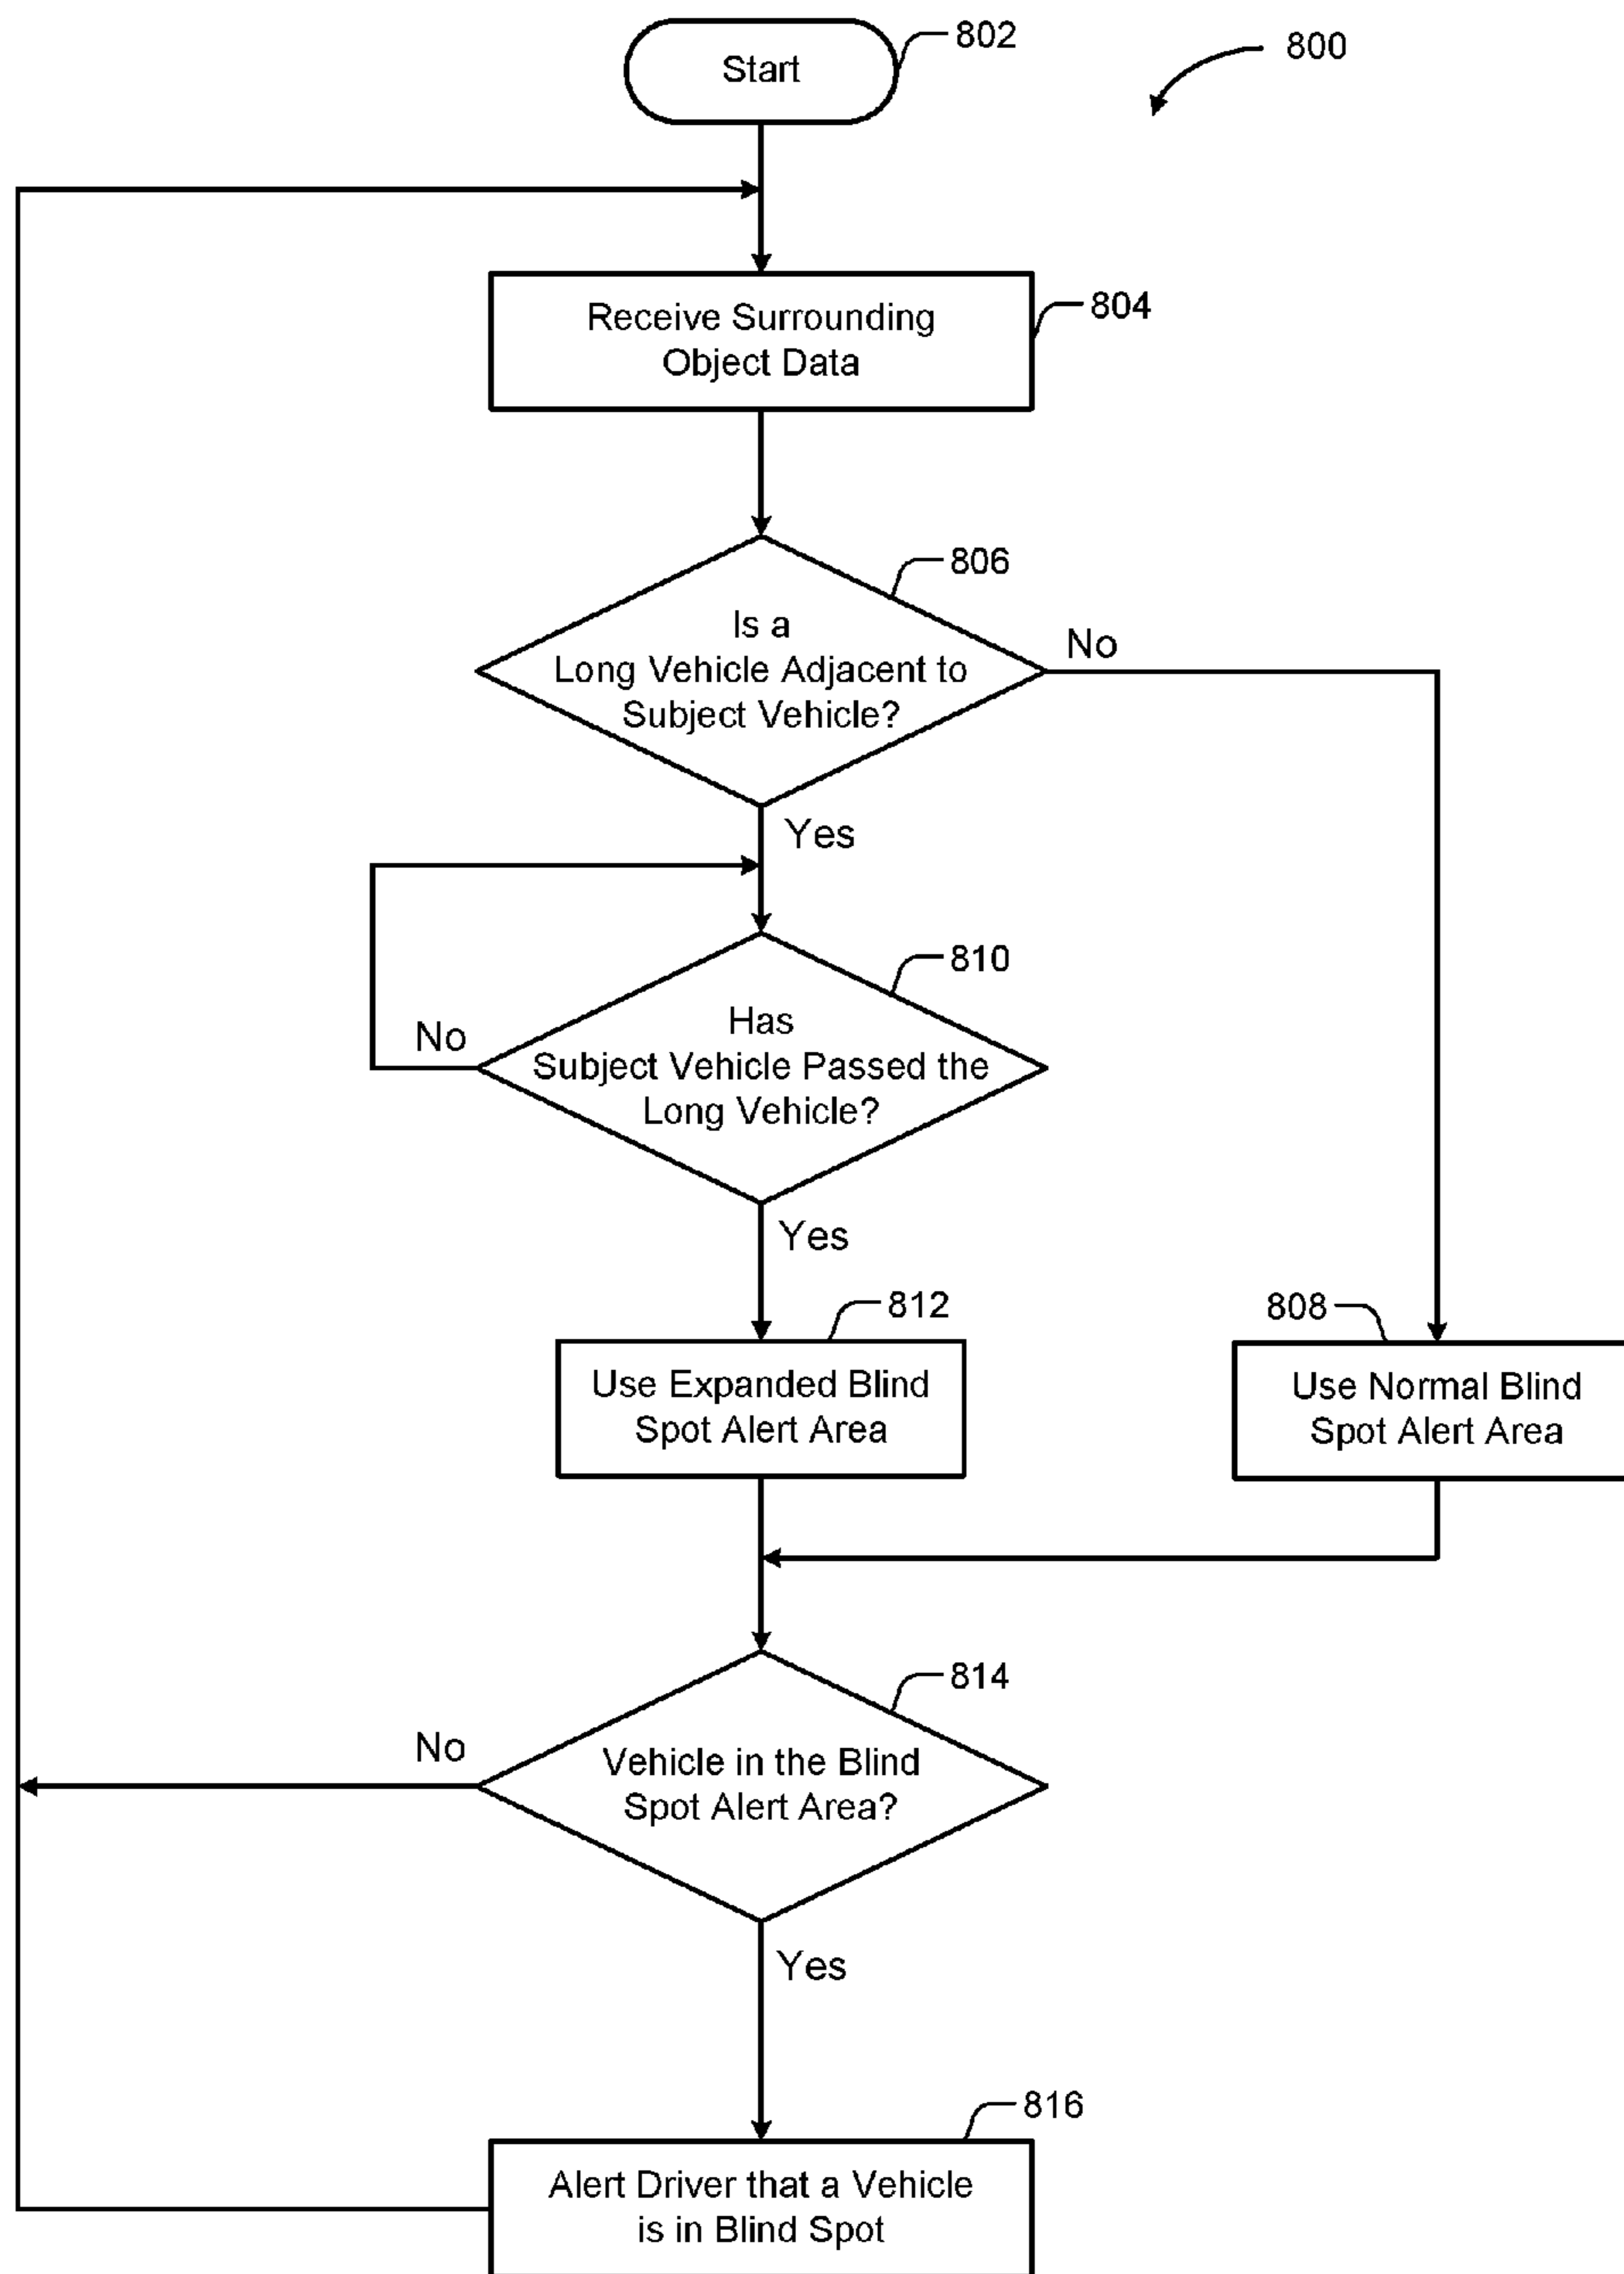 Start
802
800
Receive Surrounding
Object Data
804
806
Is a
Long Vehicle Adjacent to
Subject Vehicle?
No
Yes
810
Has
Subject Vehicle Passed the
Long Vehicle?
No
Yes
812
Use Expanded Blind
Spot Alert Area
808
Use Normal Blind
Spot Alert Area
814
Vehicle in the Blind
Spot Alert Area?
No
Yes
816
Alert Driver that a Vehicle
is in Blind Spot